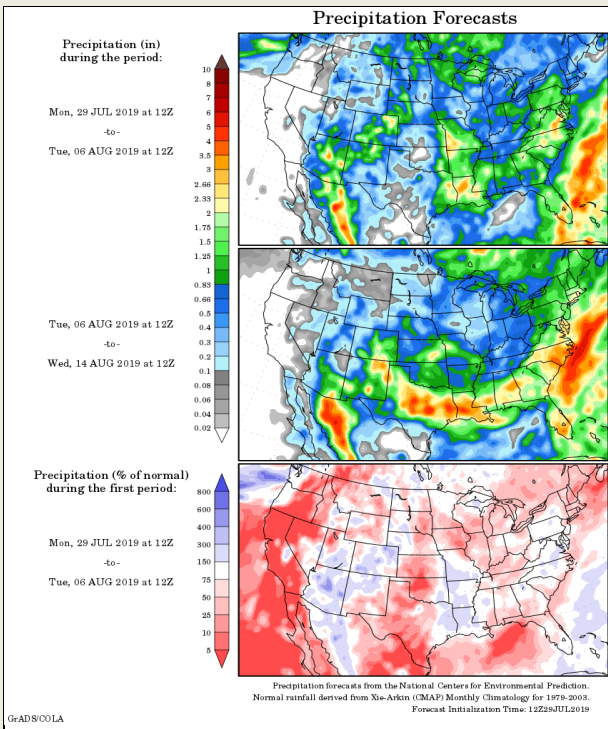 Precipitation Forecasts
Precipitation (in)
during the period:
Mon, 29 JUL 2019 at 12Z
-to-
Tue, 06 AUG 2019 at 12Z
10
9
8
7
6
5
4
3.5
3
2.66
2.33
2
1.75
1.5
1.25
1
0.83
0.66
0.5
0.4
0.3
0.2
0.1
0.08
0.06
0.04
0.02
Tue, 06 AUG 2019 at 12Z
-to-
Wed, 14 AUG 2019 at 12Z
Precipitation (% of normal)
during the first period:
Mon, 29 JUL 2019 at 12Z
-to-
Tue, 06 AUG 2019 at 12Z
800
600
400
300
150
75
50
25
10
5
Precipitation forecasts from the National Centers for Environmental Prediction.
Normal rainfall derived from Xie-Arkin (CMAP) Monthly Climatology for 1979-2003.
Forecast Initialization Time: 12Z29JUL2019
GrADS/COLA